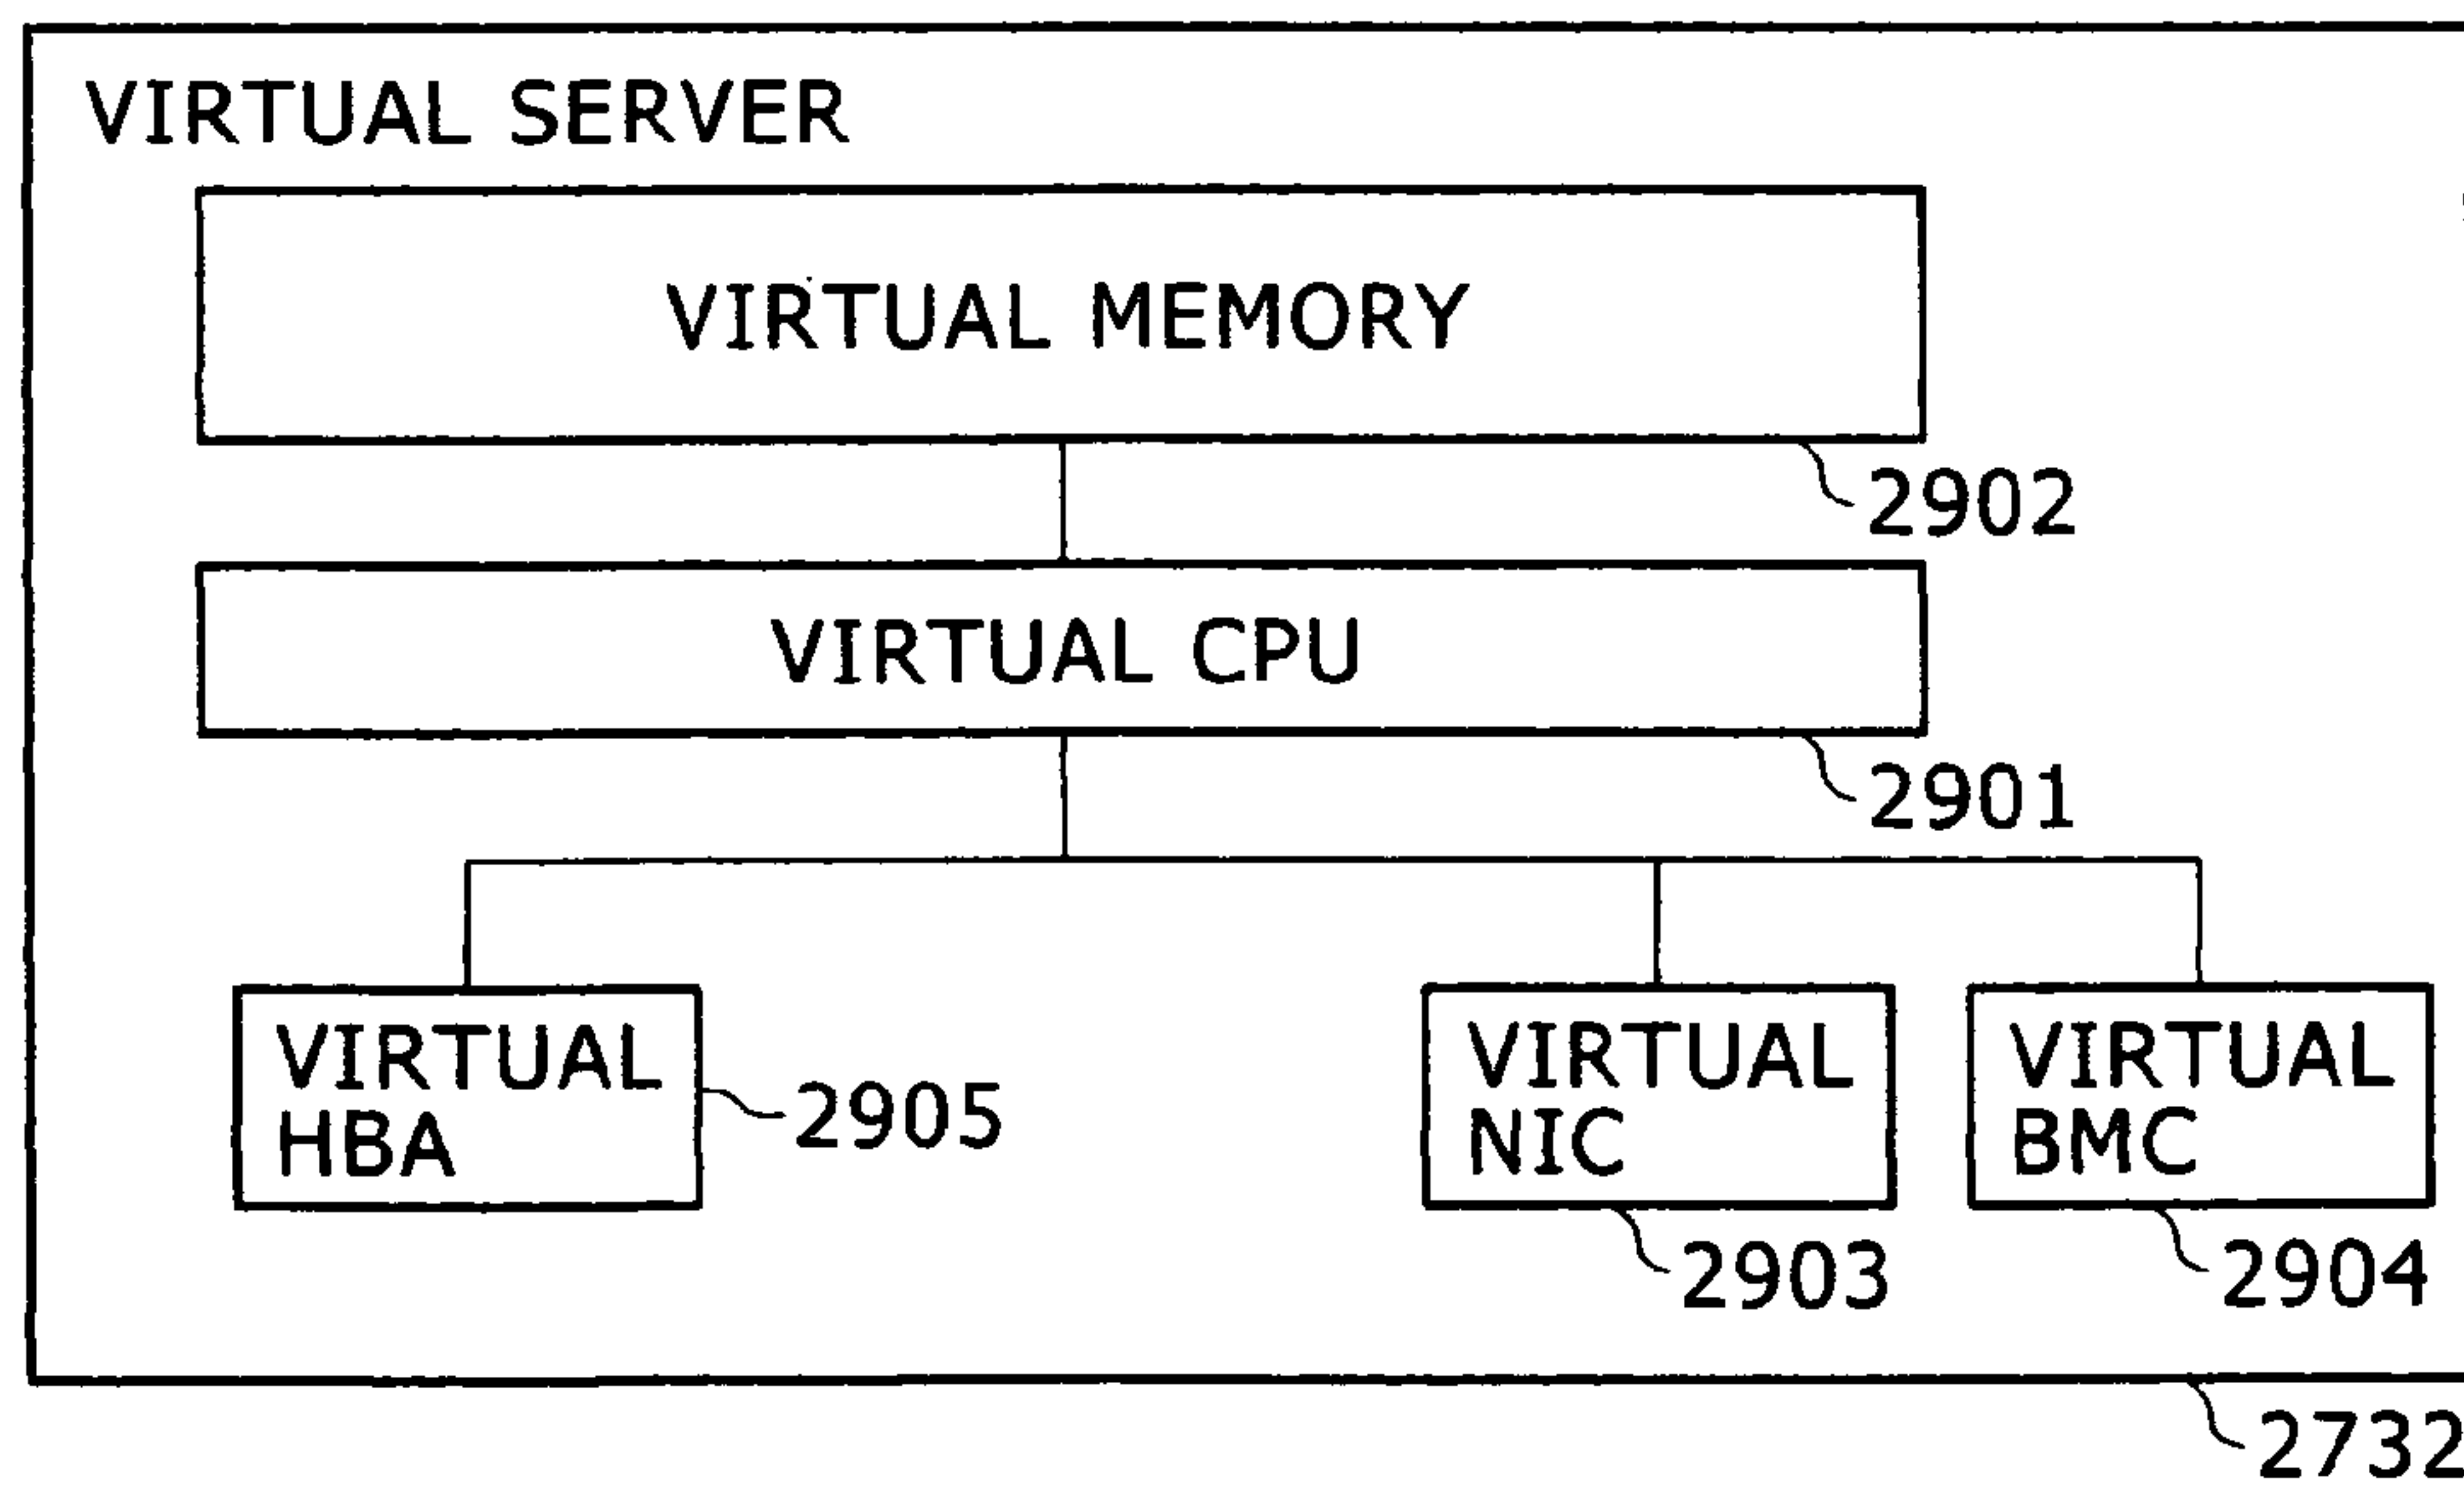 VIRTUAL SERVER
VIRTUAL MEMORY
2902
VIRTUAL CPU
2901
VIRTUAL
HBA
2905
VIRTUAL
NIC
2903
VIRTUAL
BMC
2904
2732